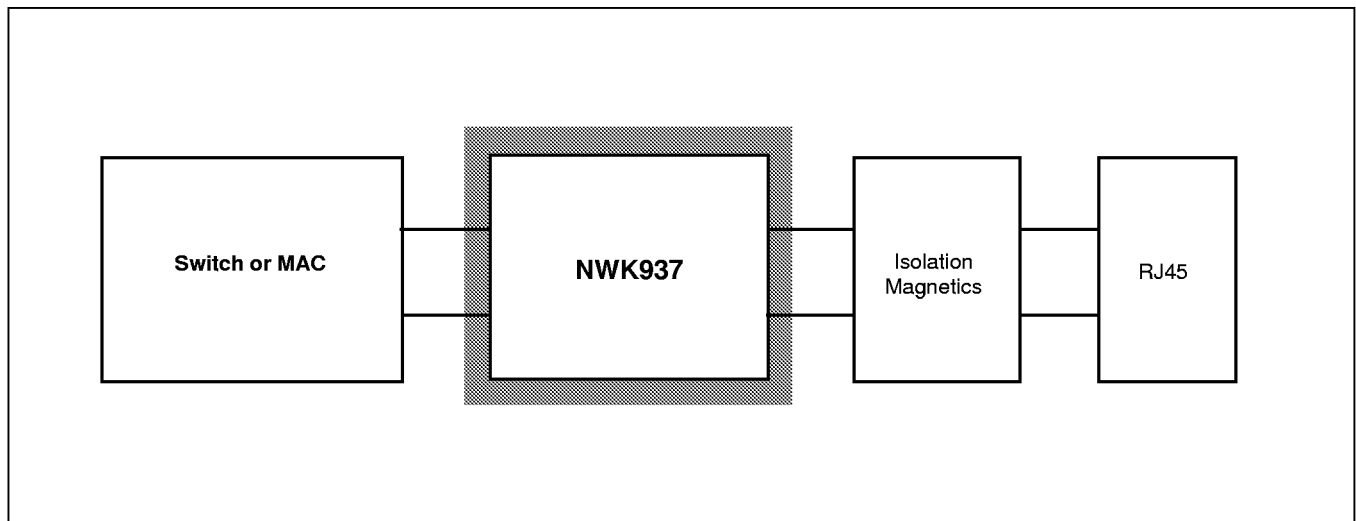 Switch or MAC
NWK937
Isolation
Magnetics
RJ45